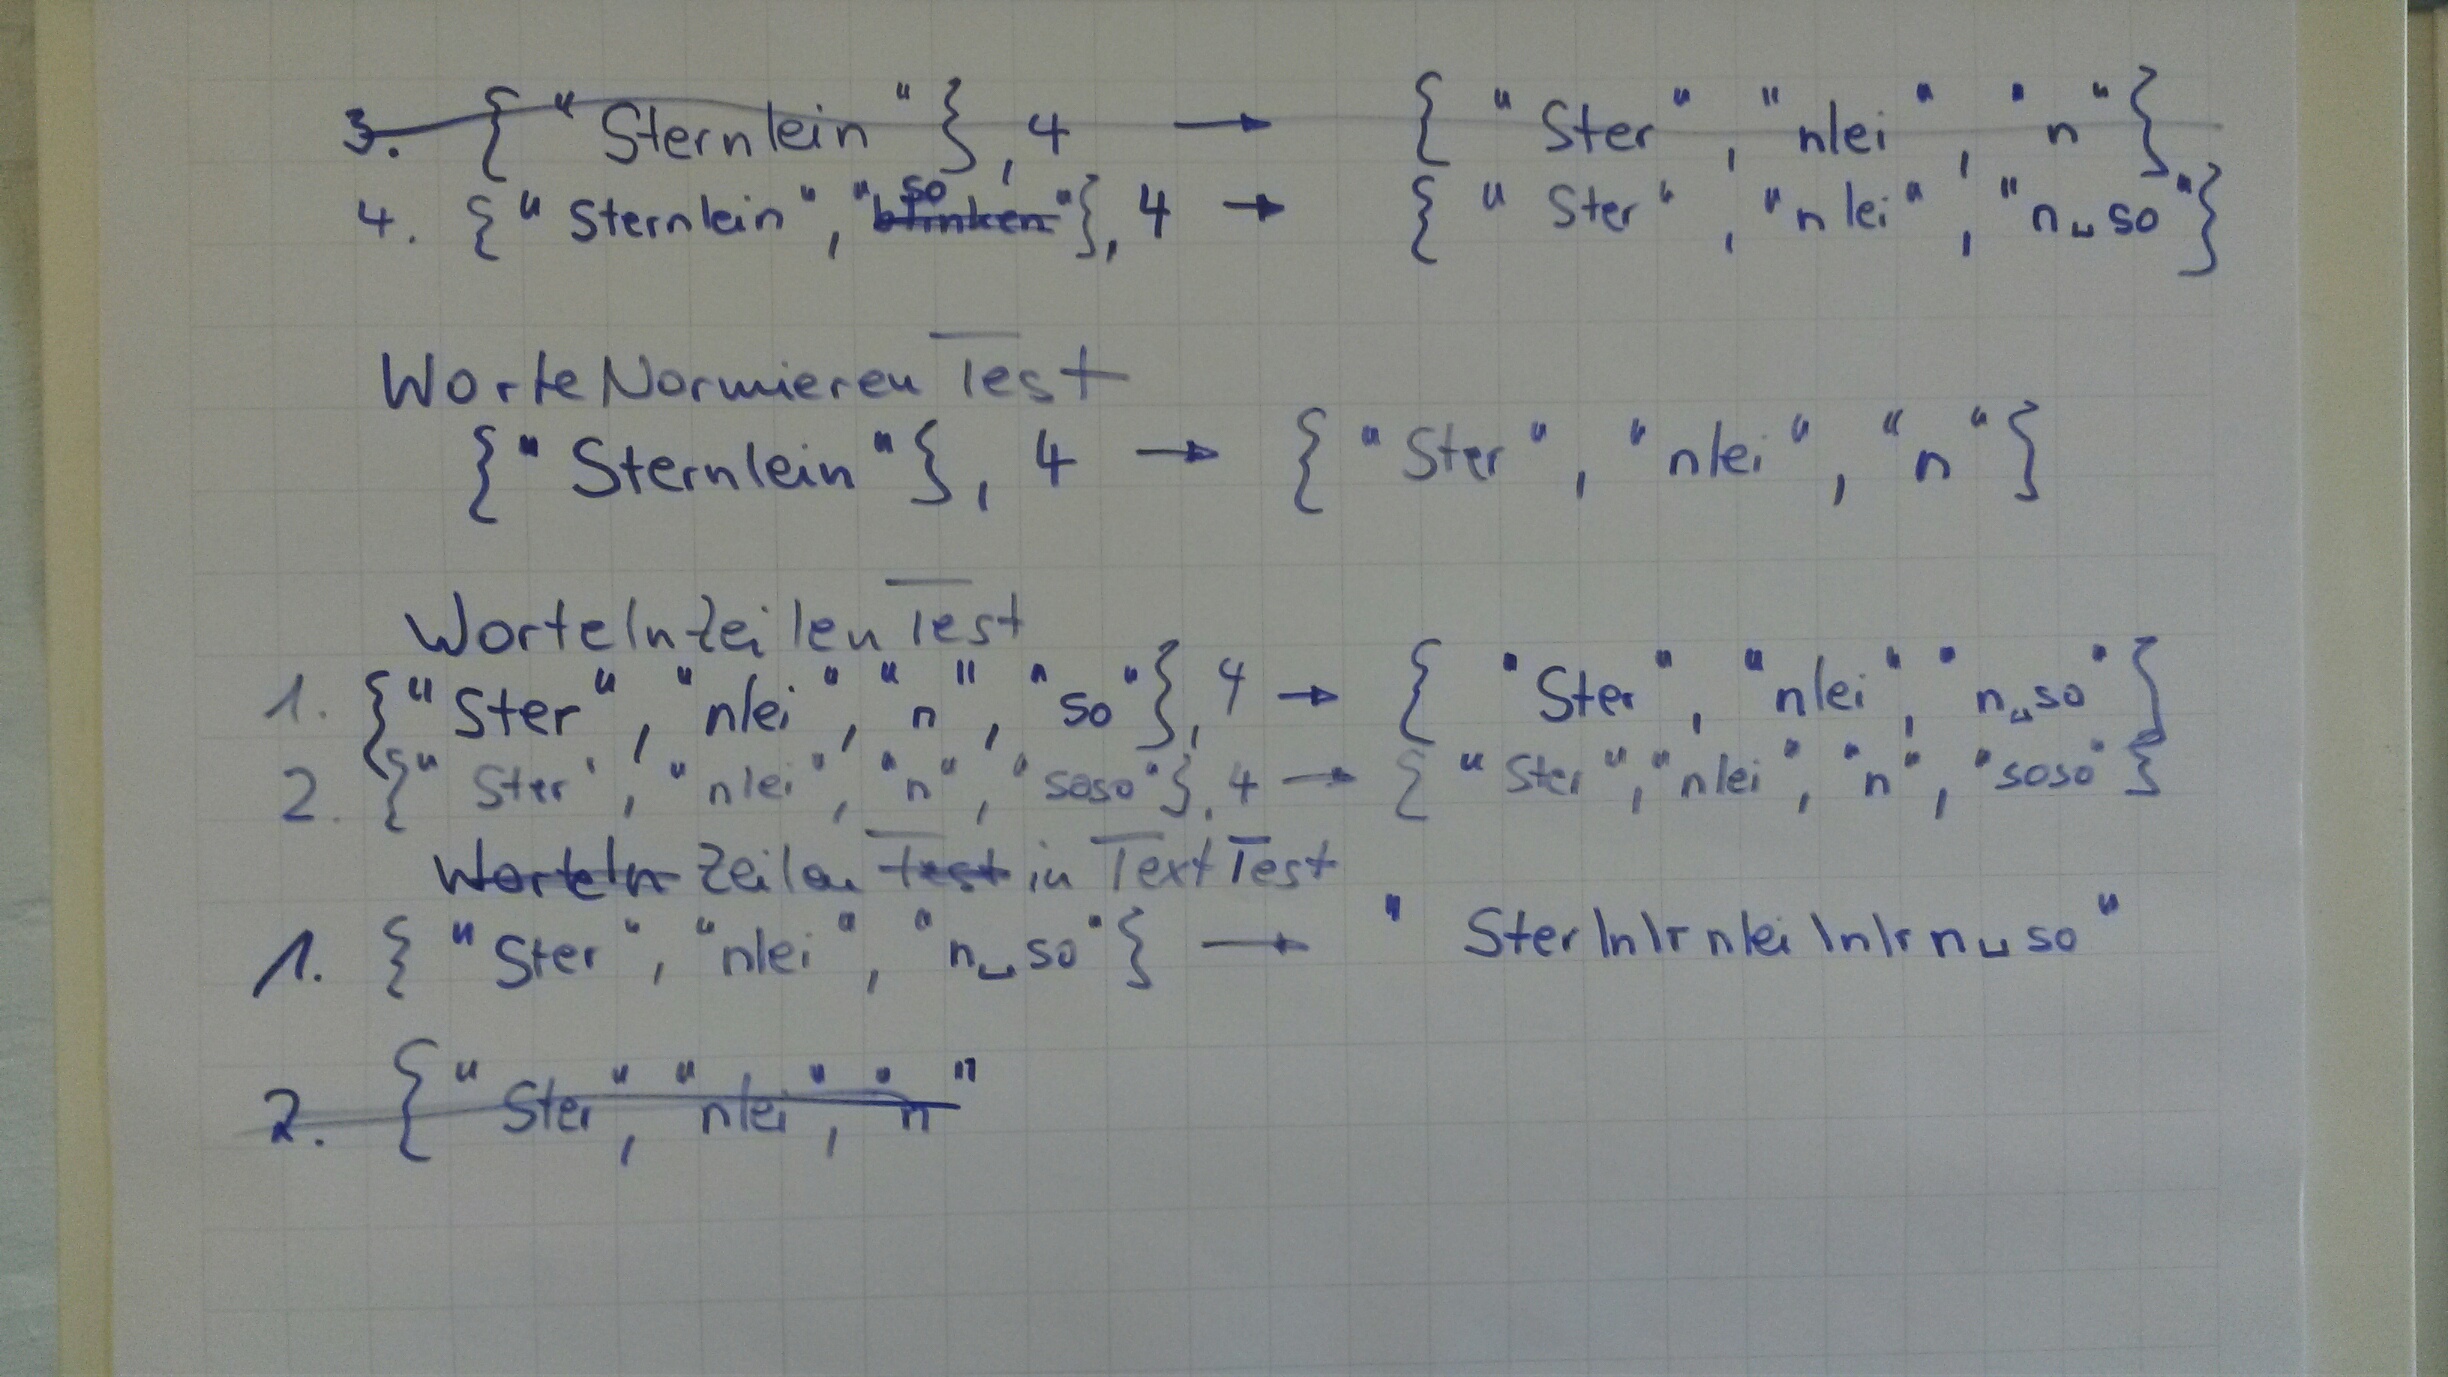 3. {"Sternlein"}, 4 → {"Ster", "nlei", "n"}
4. {"Sternlein", "blinken so"}, 4 → {"Ster", "nlei", "n␣so"}
WorteNormierenTest
{"Sternlein"}, 4 → {"Ster", "nlei", "n"}
WorteInZeilenTest
1. {"Ster", "nlei", "n", "so"}, 4 → {"Ster", "nlei", "n␣so"}
2. {"Ster", "nlei", "n", "soso"}, 4 → {"Ster", "nlei", "n", "soso"}
WorteIn Zeilen Test in TextTest
1. {"Ster", "nlei", "n␣so"} → "Ster\n\rnlei\n\rn␣so"
2. {"Ster", "nlei", "n"